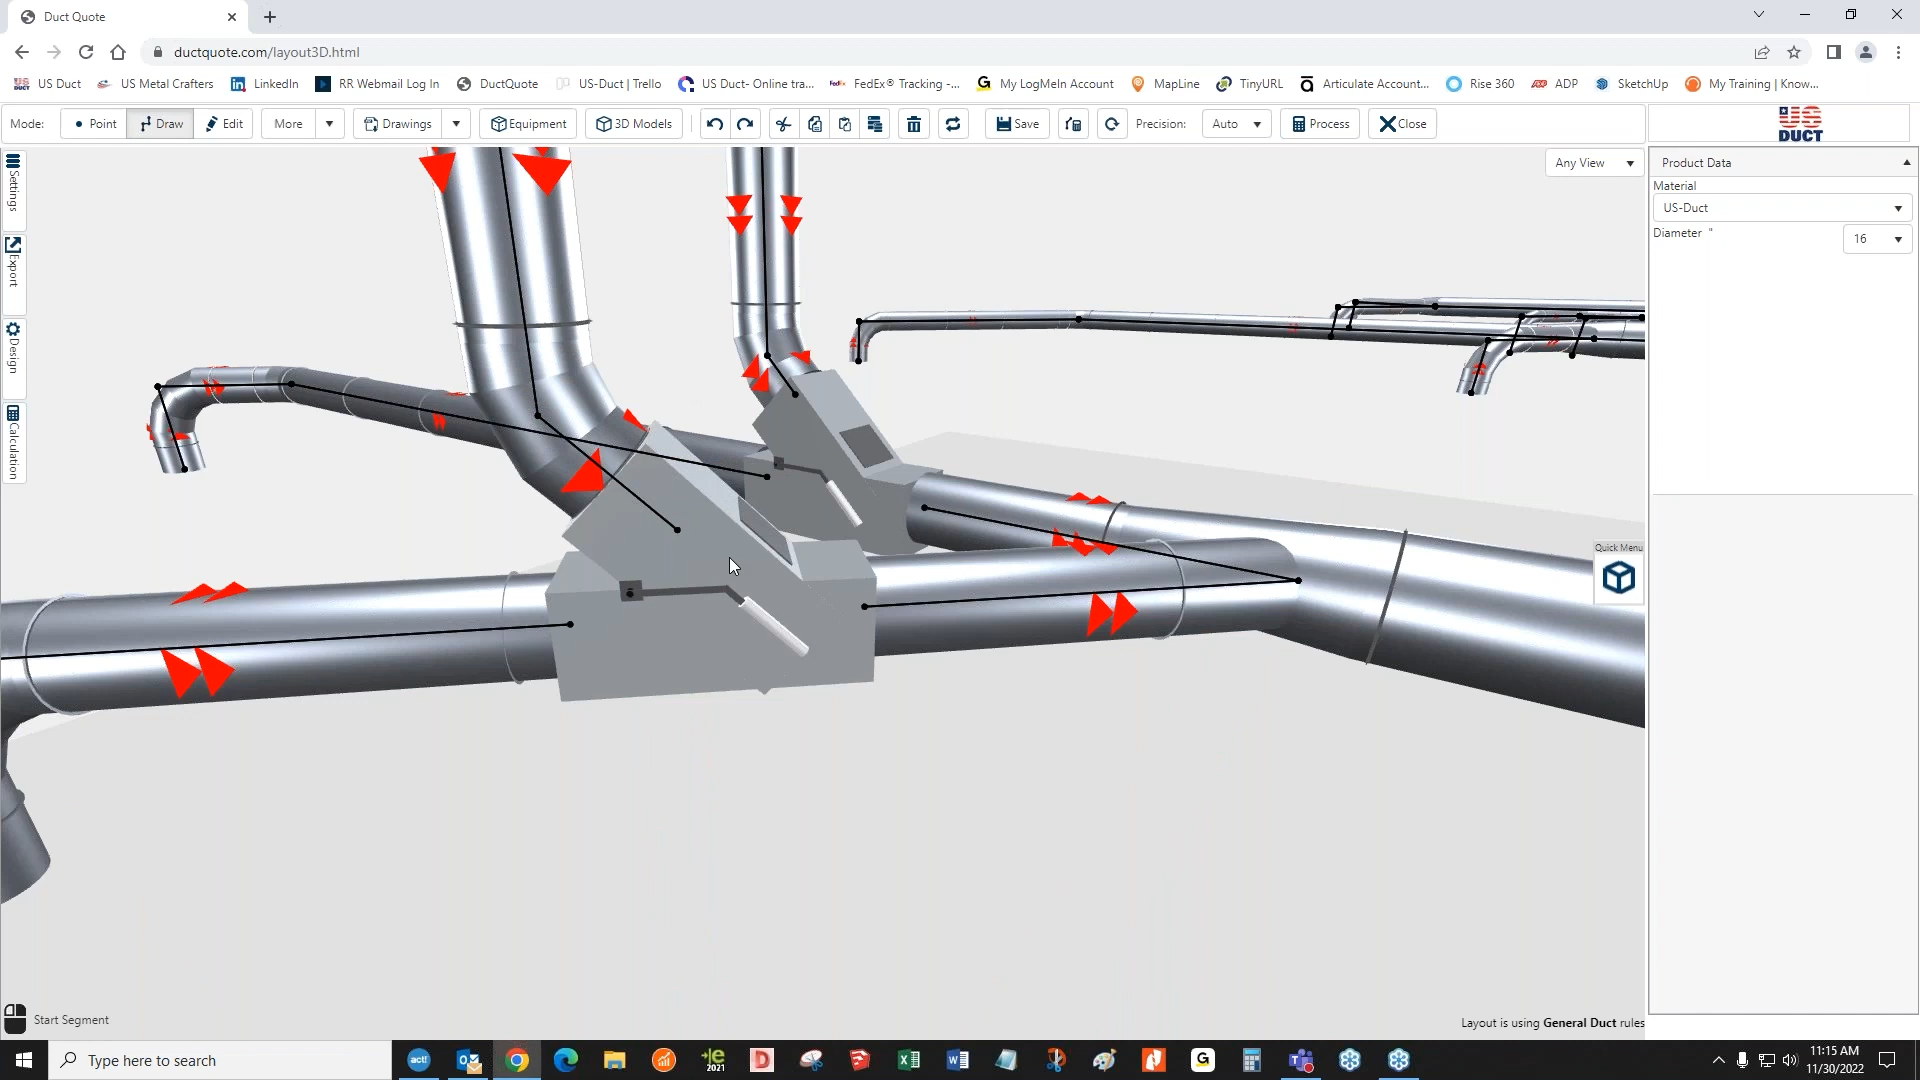 Duct Quote
ductquote.com/layout3D.html
US Duct
US Metal Crafters
LinkedIn
RR Webmail Log In
DuctQuote
US-Duct | Trello
US Duct- Online tra...
FedEx® Tracking -...
My LogMeIn Account
MapLine
TinyURL
Articulate Account...
Rise 360
ADP
SketchUp
My Training | Know...
Mode:
Point
Draw
Edit
More
Drawings
Equipment
3D Models
Save
Precision:
Auto
Process
Close
US
DUCT
Settings
Export
Design
Calculation
Any View
Product Data
Material
US-Duct
Diameter "
16
Quick Menu
Start Segment
Layout is using General Duct rules
Type here to search
act!
2021
11:15 AM
11/30/2022